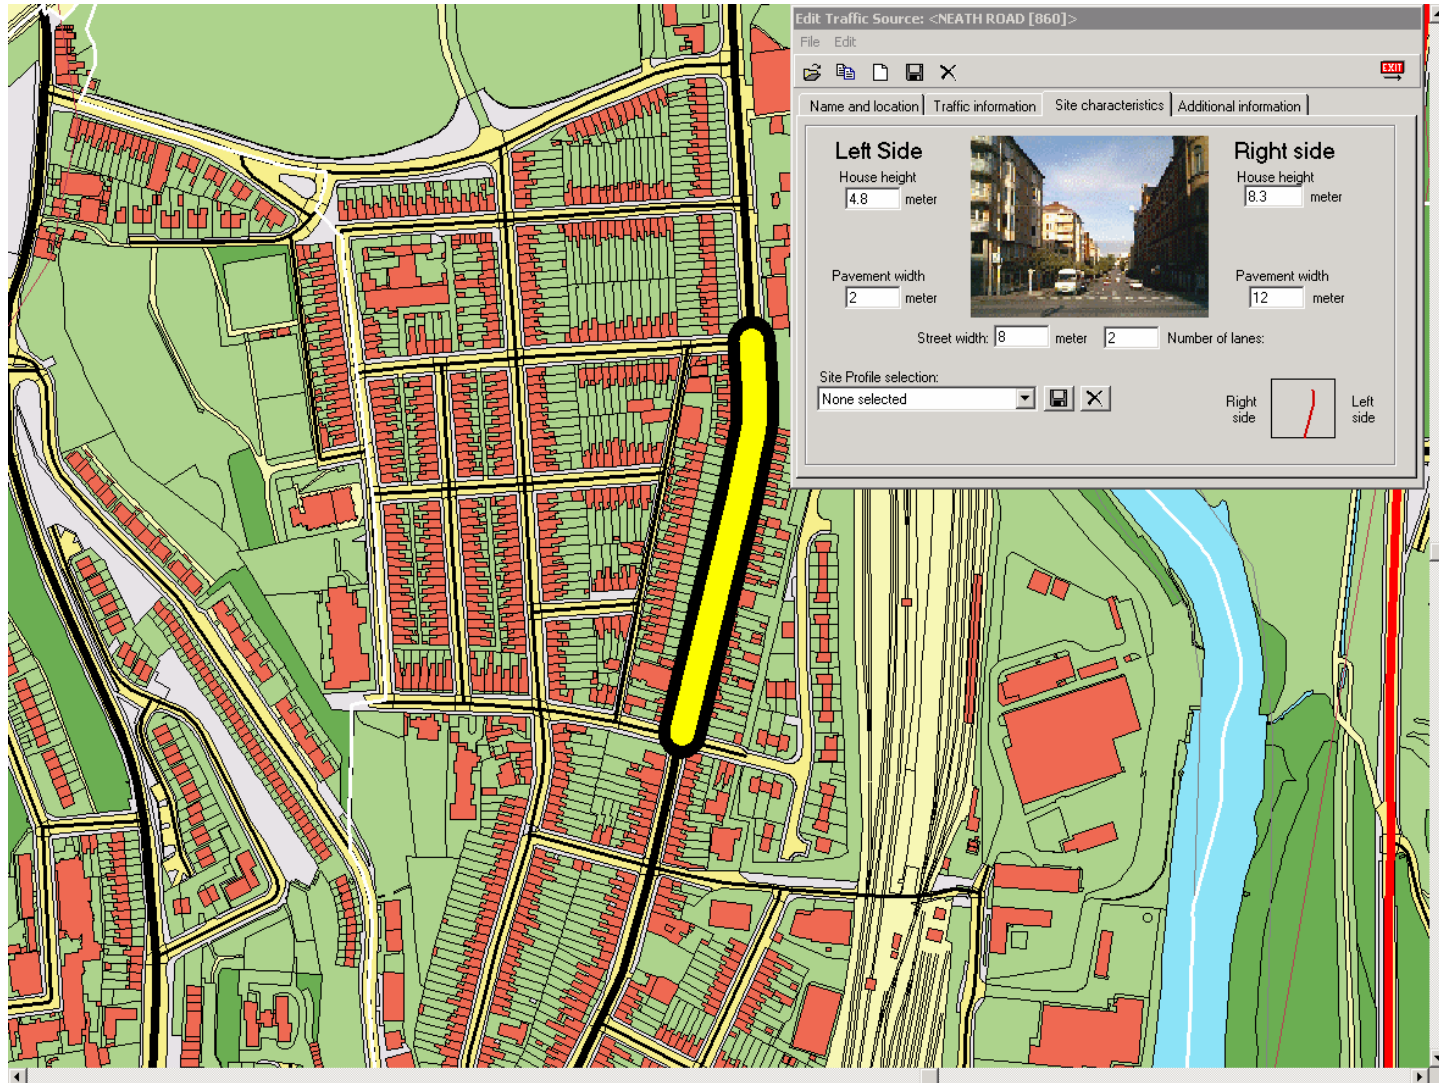 Edit Traffic Source: <NEATH ROAD [860]>
File Edit
EXIT
Name and location Traffic information Site characteristics Additional information
Left Side Right side
House height House height
4.8 meter 8.3 meter
Pavement width Pavement width
2 meter 12 meter
Street width: 8 meter 2 Number of lanes:
Site Profile selection:
None selected
Right side Left side